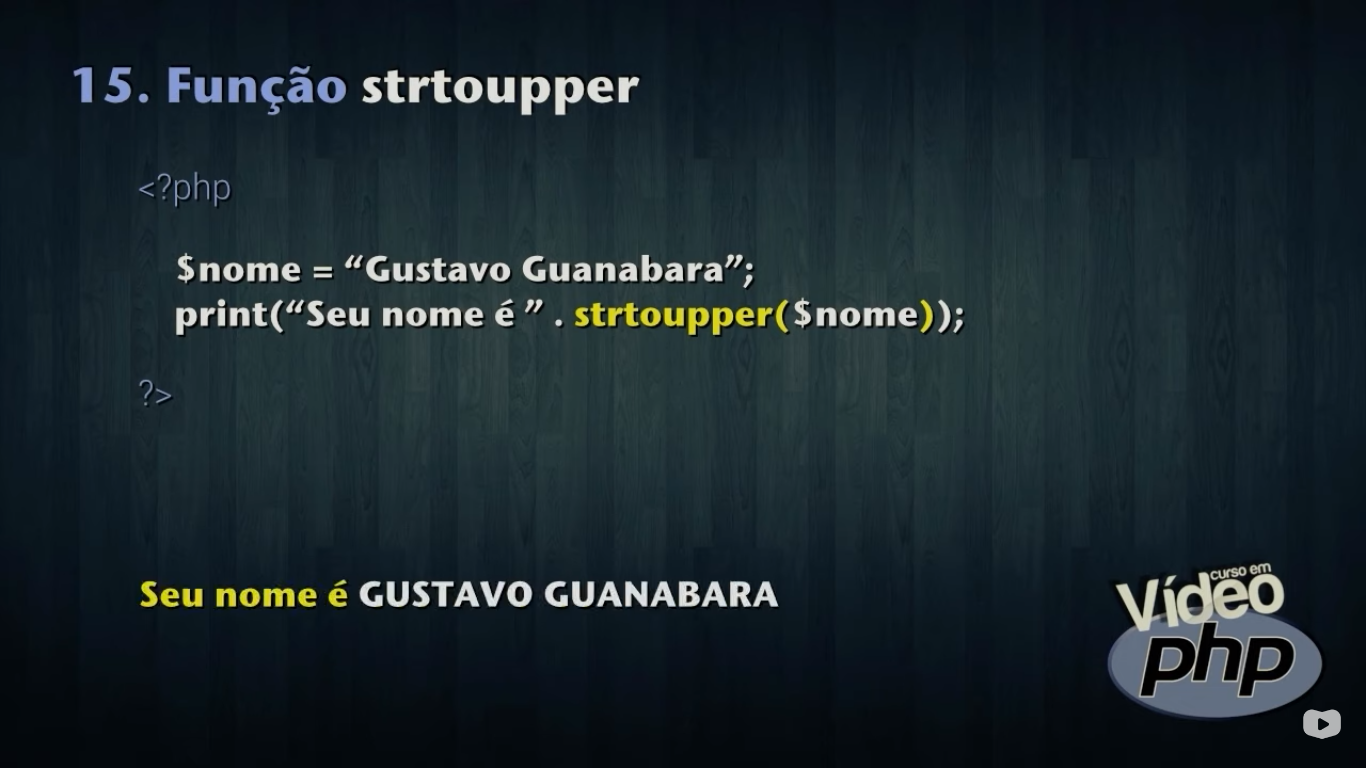 15. Função strtoupper
<?php
$nome = “Gustavo Guanabara”;
print(“Seu nome é ” . strtoupper($nome));
?>
Seu nome é GUSTAVO GUANABARA
curso em
Vídeo
php